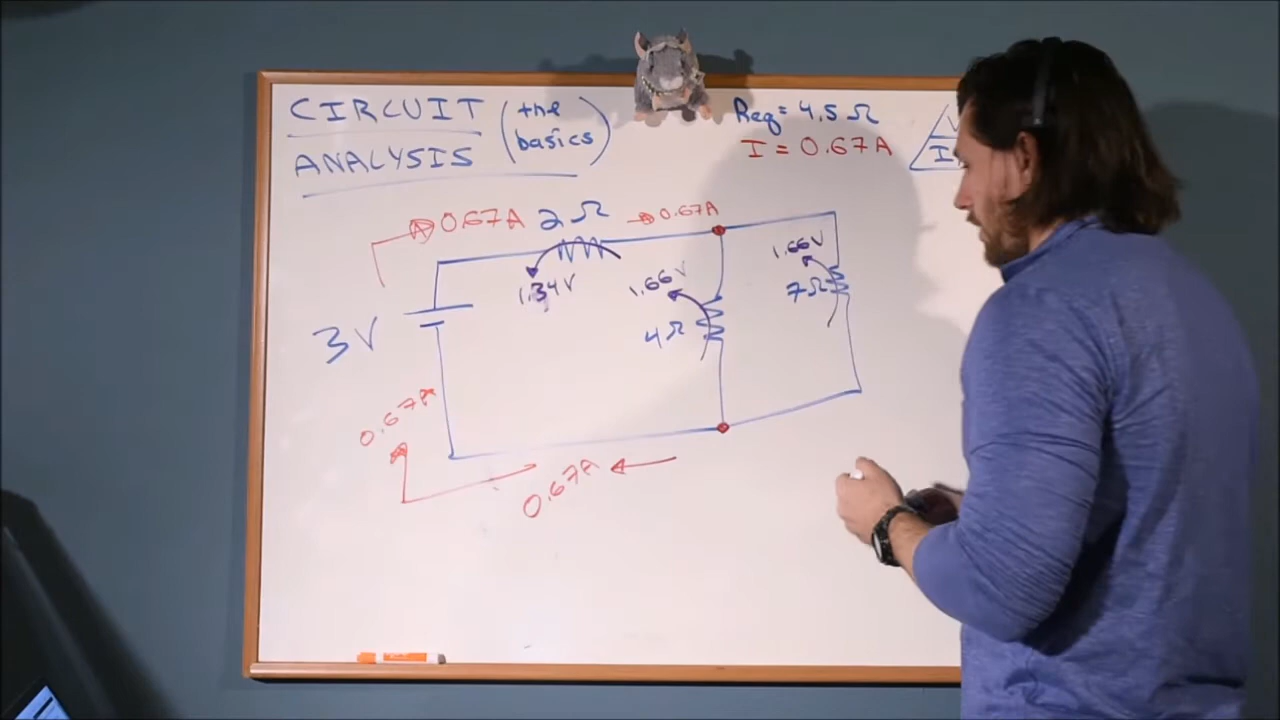 CIRCUIT (the
basics)
ANALYSIS
Req = 4.5 Ω
I = 0.67A
V
I
0.67A
2 Ω
0.67A
1.34V
1.66V
1.66V
7Ω
4Ω
3V
0.67A
0.67A